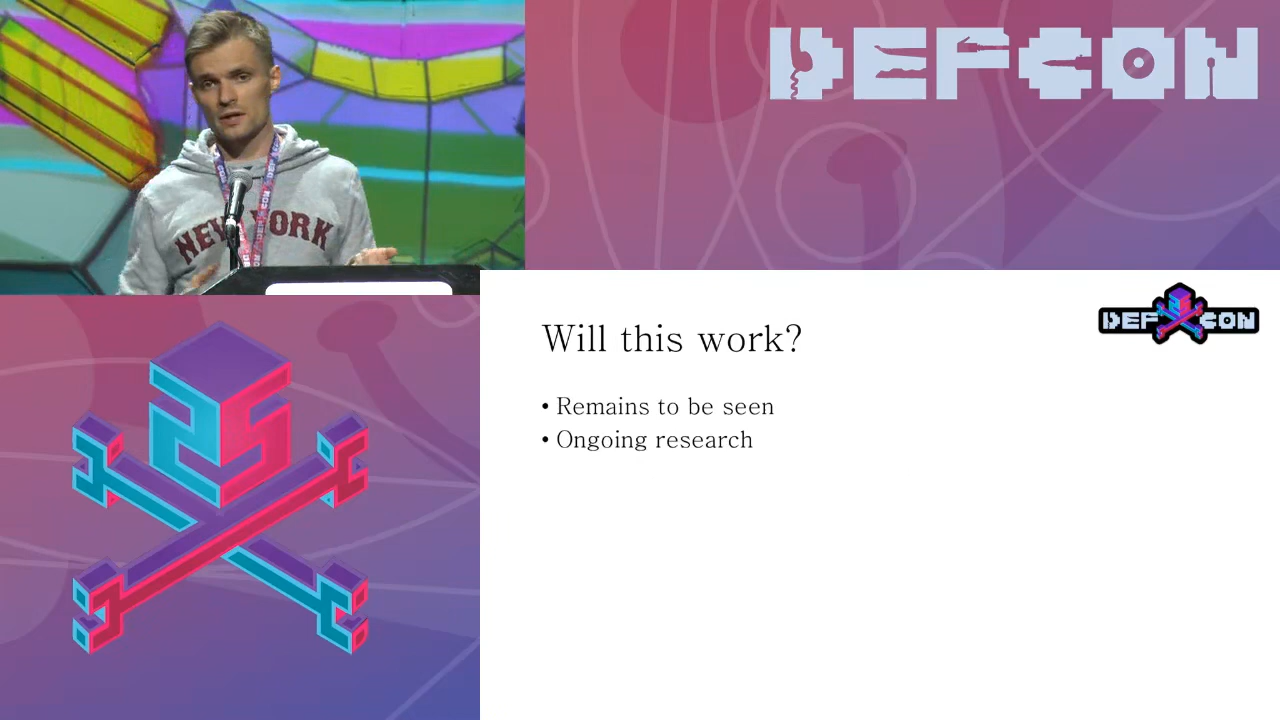 DEFCON
NEW YORK
DEF CON
Will this work?
• Remains to be seen
• Ongoing research